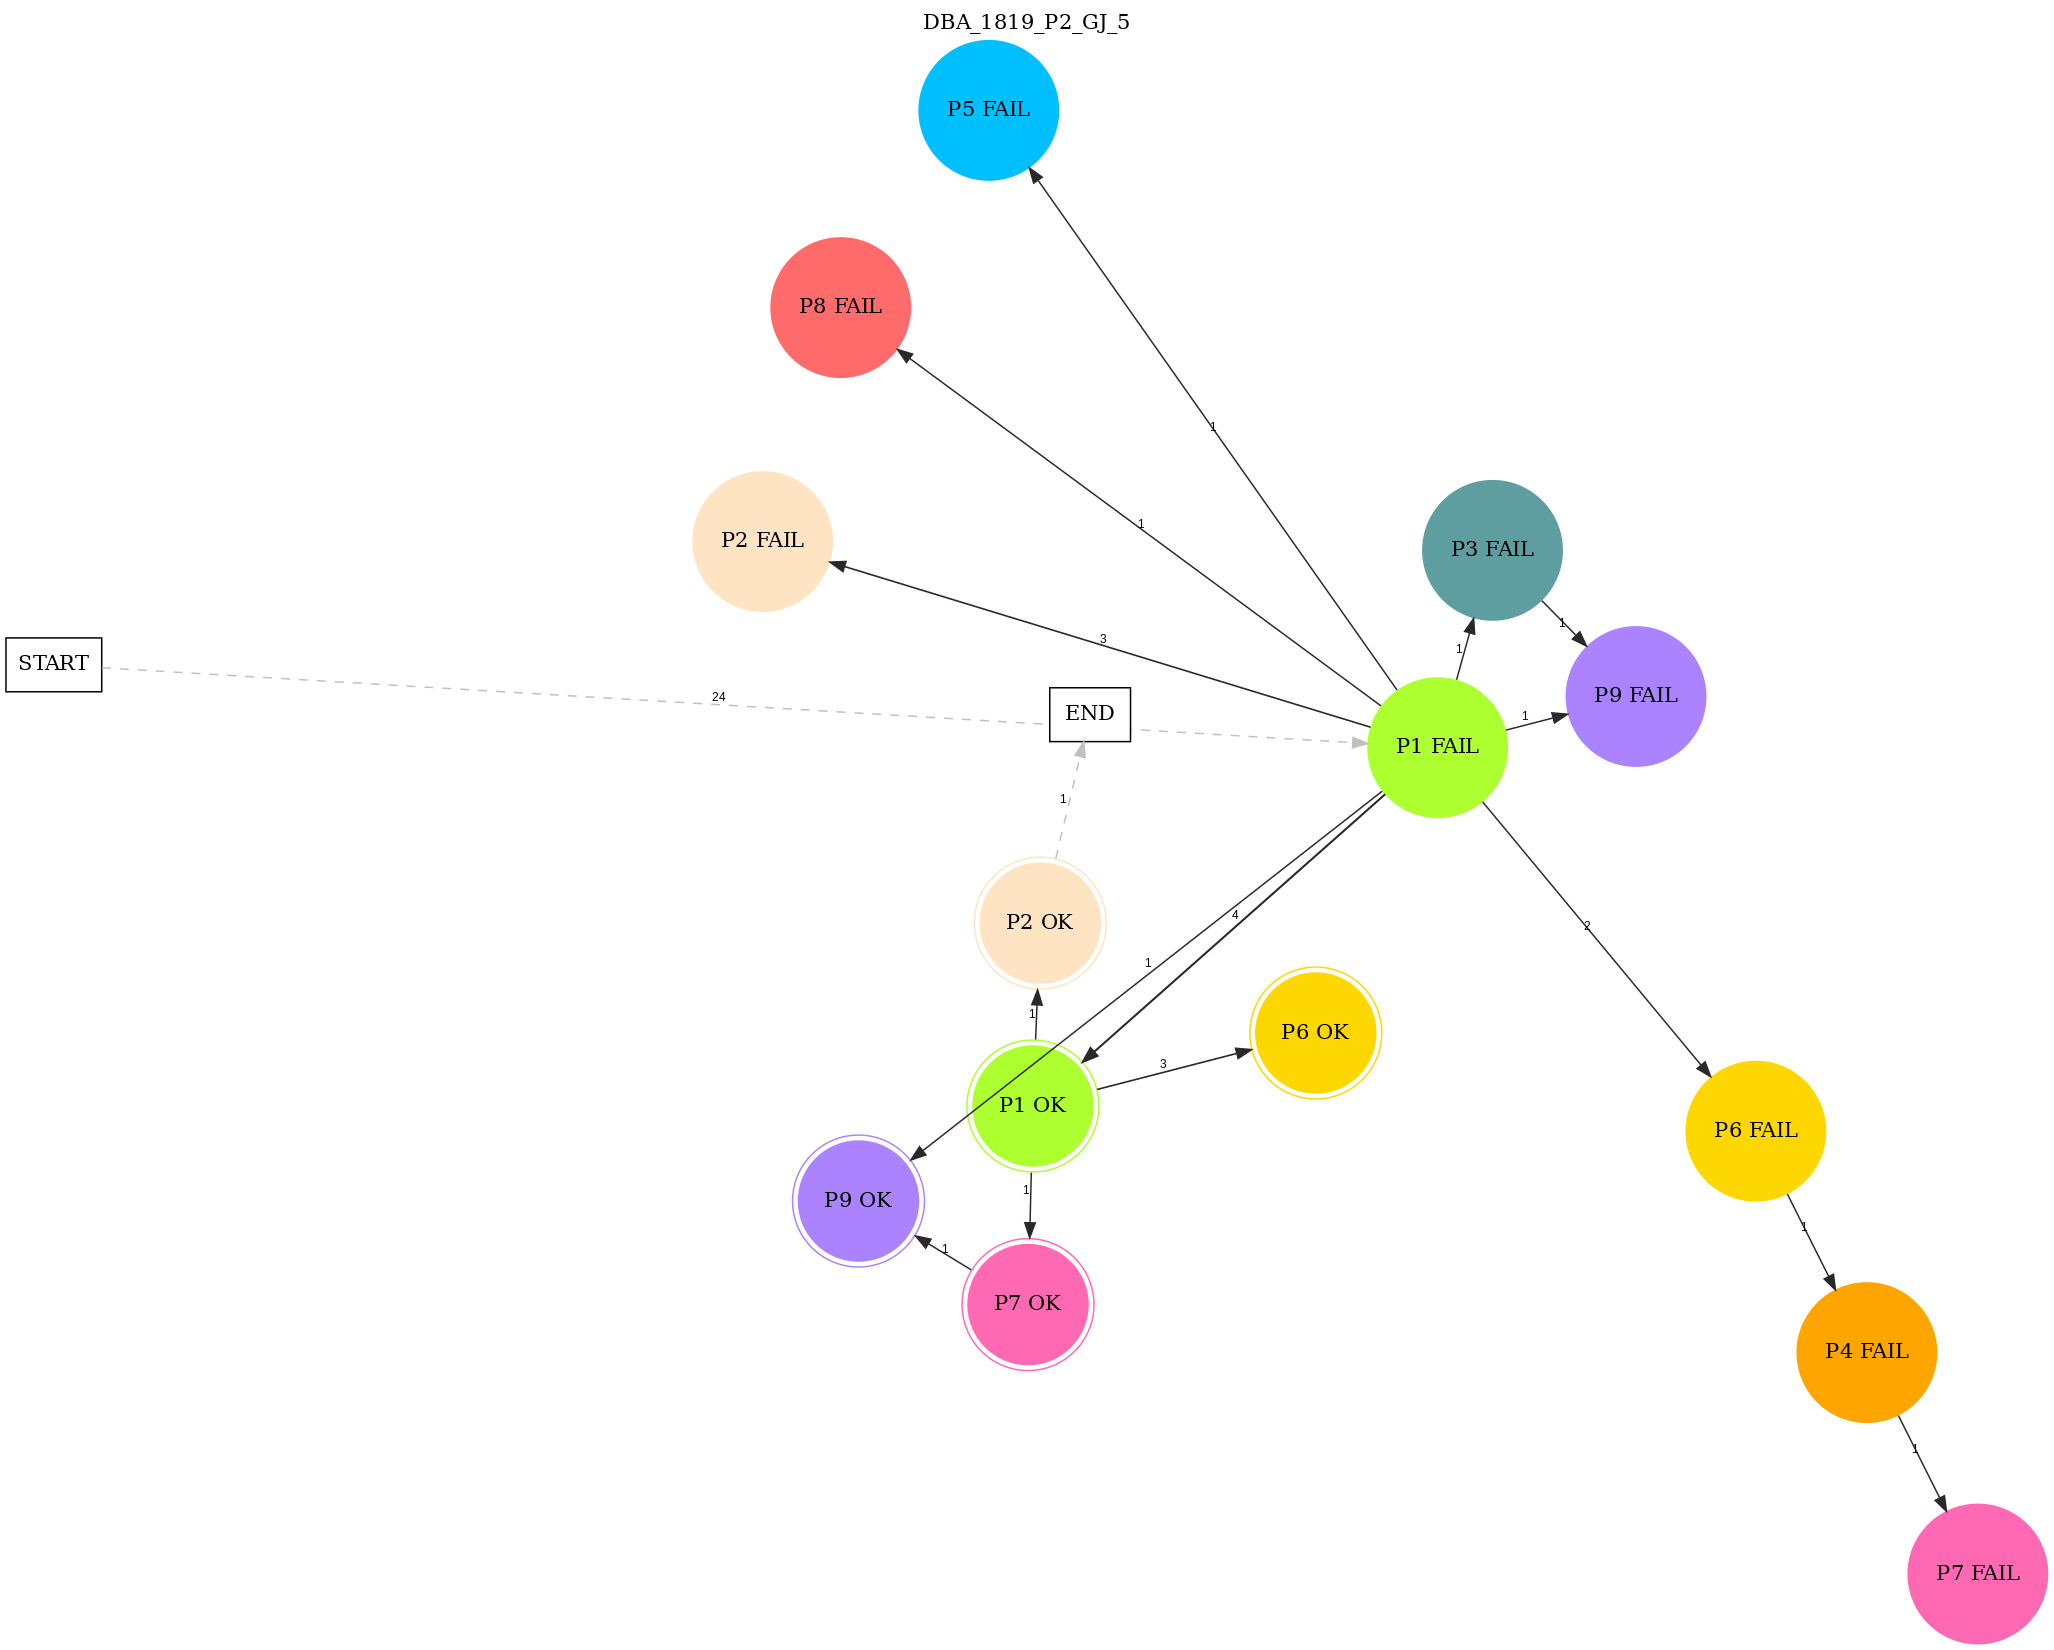 DBA_1819_P2_GJ_5
P5 FAIL
P8 FAIL
1
1
P2 FAIL
P3 FAIL
1
3
1
START
24
P9 FAIL
END
1
P1 FAIL
1
4
2
P2 OK
1
1
P6 OK
3
P1 OK
P6 FAIL
1
P9 OK
1
1
P7 OK
P4 FAIL
1
P7 FAIL